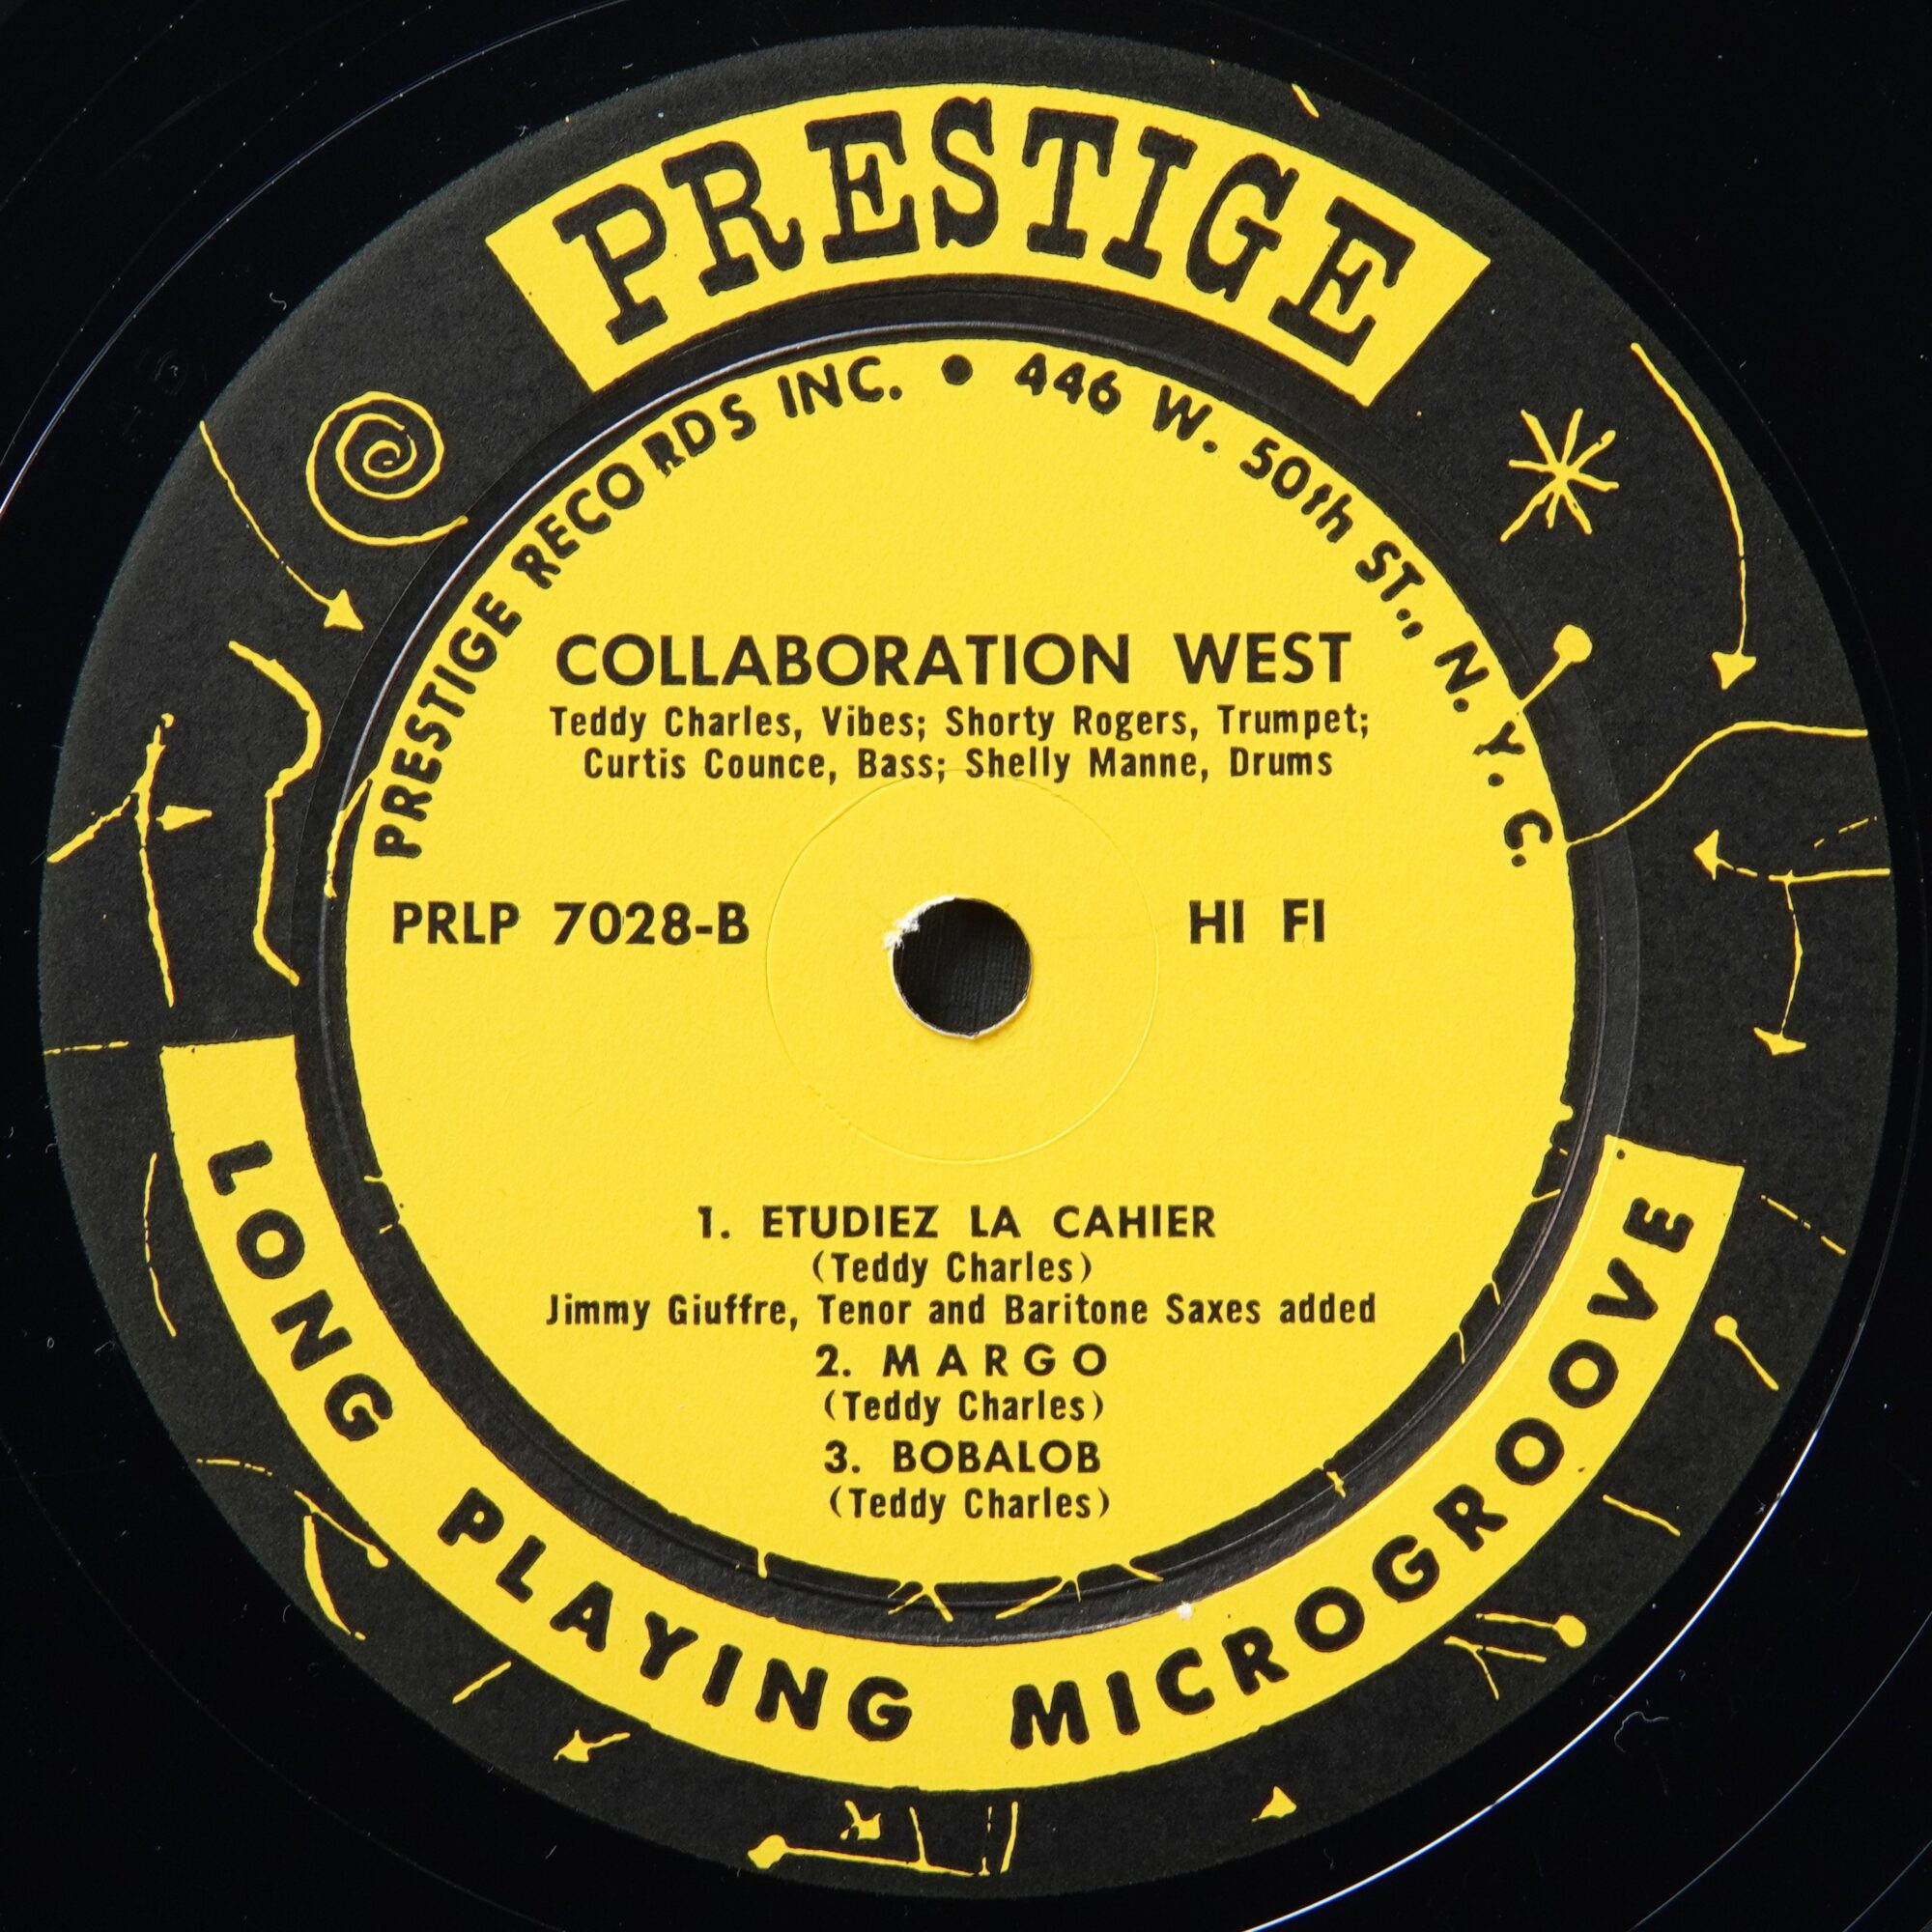 PRESTIGE
PRESTIGE RECORDS INC. • 446 W. 50th ST., N.Y.C.
COLLABORATION WEST
Teddy Charles, Vibes; Shorty Rogers, Trumpet;
Curtis Counce, Bass; Shelly Manne, Drums
PRLP 7028-B
HI FI
1. ETUDIEZ LA CAHIER
(Teddy Charles)
Jimmy Giuffre, Tenor and Baritone Saxes added
2. MARGO
(Teddy Charles)
3. BOBALOB
(Teddy Charles)
LONG PLAYING MICROGROOVE